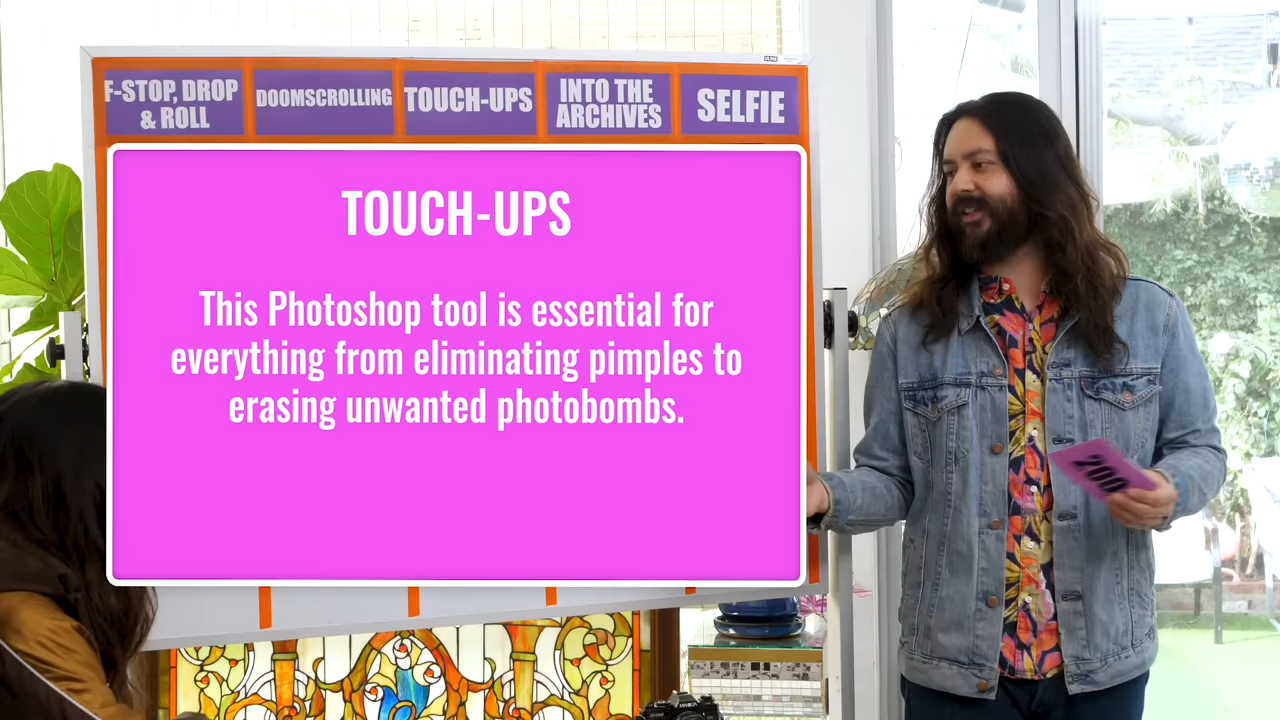 F-STOP, DROP
& ROLL
DOOMSCROLLING
TOUCH-UPS
INTO THE
ARCHIVES
SELFIE
TOUCH-UPS
This Photoshop tool is essential for
everything from eliminating pimples to
erasing unwanted photobombs.
200
MINOLTA